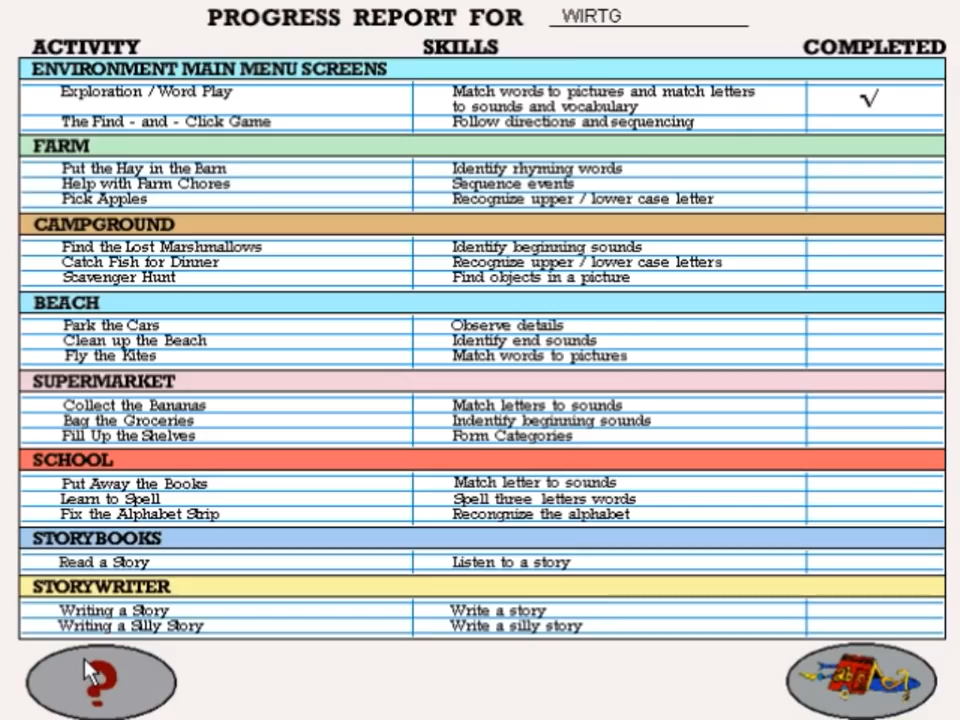 PROGRESS REPORT FOR WIRTG
ACTIVITY SKILLS COMPLETED
ENVIRONMENT MAIN MENU SCREENS
Exploration / Word Play Match words to pictures and match letters √
to sounds and vocabulary
The Find - and - Click Game Follow directions and sequencing
FARM
Put the Hay in the Barn Identify rhyming words
Help with Farm Chores Sequence events
Pick Apples Recognize upper / lower case letter
CAMPGROUND
Find the Lost Marshmallows Identify beginning sounds
Catch Fish for Dinner Recognize upper / lower case letters
Scavenger Hunt Find objects in a picture
BEACH
Park the Cars Observe details
Clean up the Beach Identify end sounds
Fly the Kites Match words to pictures
SUPERMARKET
Collect the Bananas Match letters to sounds
Bag the Groceries Indentify beginning sounds
Fill Up the Shelves Form Categories
SCHOOL
Put Away the Books Match letter to sounds
Learn to Spell Spell three letters words
Fix the Alphabet Strip Recongnize the alphabet
STORYBOOKS
Read a Story Listen to a story
STORYWRITER
Writing a Story Write a story
Writing a Silly Story Write a silly story
?